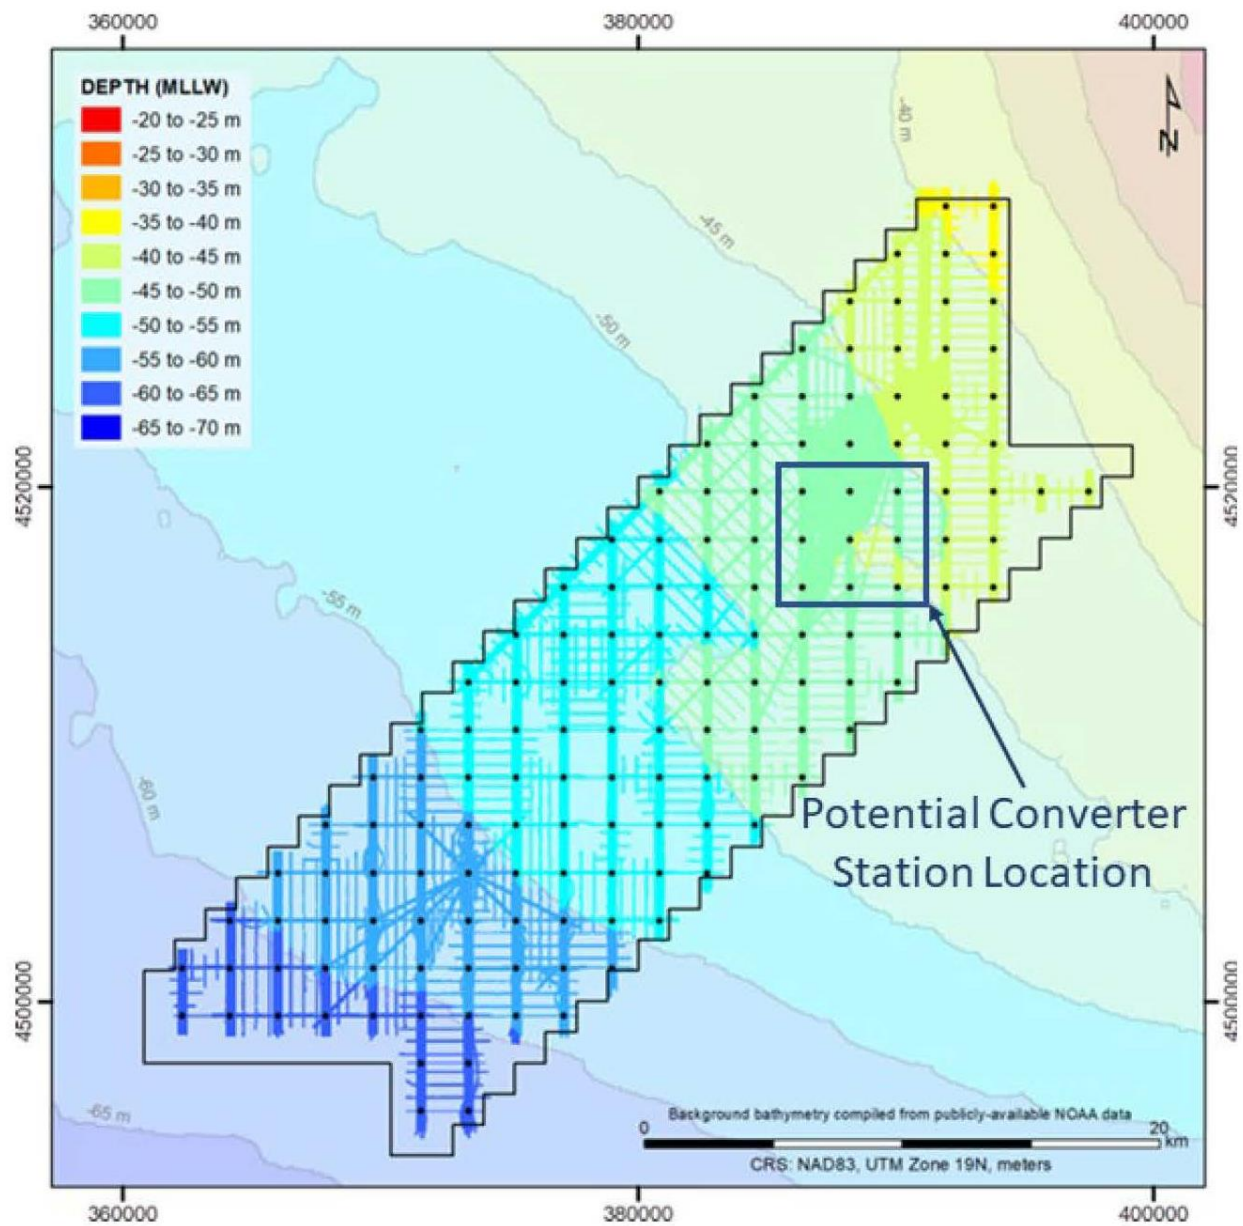 360000 380000 400000
DEPTH (MLLW)
-20 to -25 m
-25 to -30 m
-30 to -35 m
-35 to -40 m
-40 to -45 m
-45 to -50 m
-50 to -55 m
-55 to -60 m
-60 to -65 m
-65 to -70 m
N
-40 m
-45 m
-50 m
4520000 4520000
-55 m
-60 m
Potential Converter
Station Location
4500000 4500000
-65 m
Background bathymetry compiled from publicly-available NOAA data
0 20
km
CRS: NAD83, UTM Zone 19N, meters
360000 380000 400000